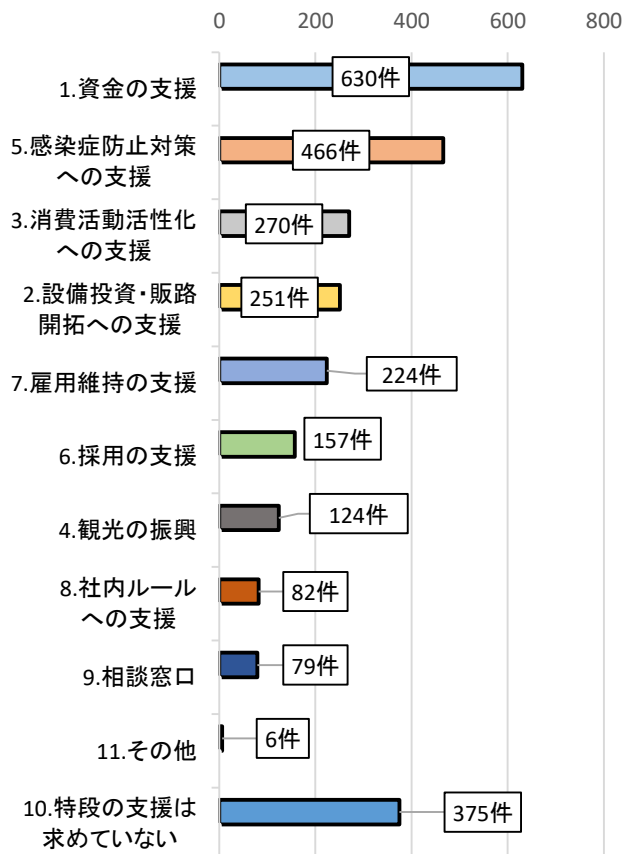 0 200 400 600 800
1.資金の支援
630件
5.感染症防止対策
への支援
466件
3.消費活動活性化
への支援
270件
2.設備投資・販路
開拓への支援
251件
7.雇用維持の支援
224件
6.採用の支援
157件
4.観光の振興
124件
8.社内ルール
への支援
82件
9.相談窓口
79件
11.その他
6件
10.特段の支援は
求めていない
375件